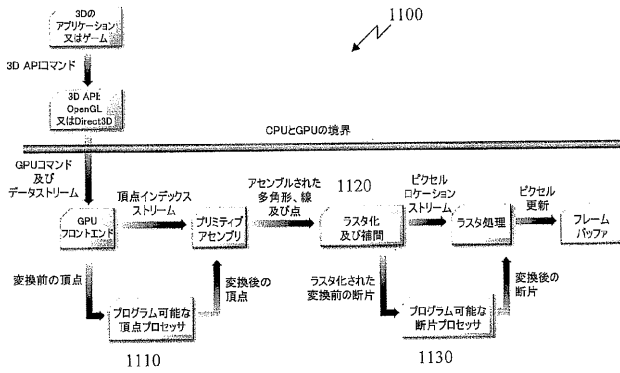 3Dの
アプリケーション
又はゲーム
1100
3D APIコマンド
3D API:
OpenGL
又はDirect3D
CPUとGPUの境界
GPUコマンド
及び
データストリーム
頂点インデックス
ストリーム
アセンブルされた
多角形、線
及び点
1120
ピクセル
ロケーション
ストリーム
ピクセル
更新
GPU
フロントエンド
プリミティブ
アセンブリ
ラスタ化
及び補間
ラスタ処理
フレーム
バッファ
変換前の頂点
変換後の
頂点
ラスタ化された
変換前の断片
変換後の
断片
プログラム可能な
頂点プロセッサ
プログラム可能な
断片プロセッサ
1110
1130